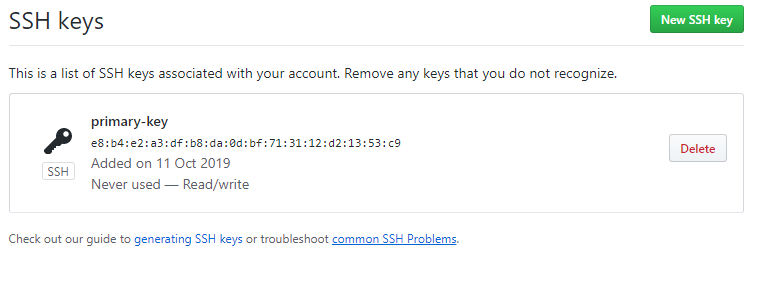 SSH keys
New SSH key
This is a list of SSH keys associated with your account. Remove any keys that you do not recognize.
primary-key
e8:b4:e2:a3:df:b8:da:0d:bf:71:31:12:d2:13:53:c9
SSH
Added on 11 Oct 2019
Never used — Read/write
Delete
Check out our guide to generating SSH keys or troubleshoot common SSH Problems.